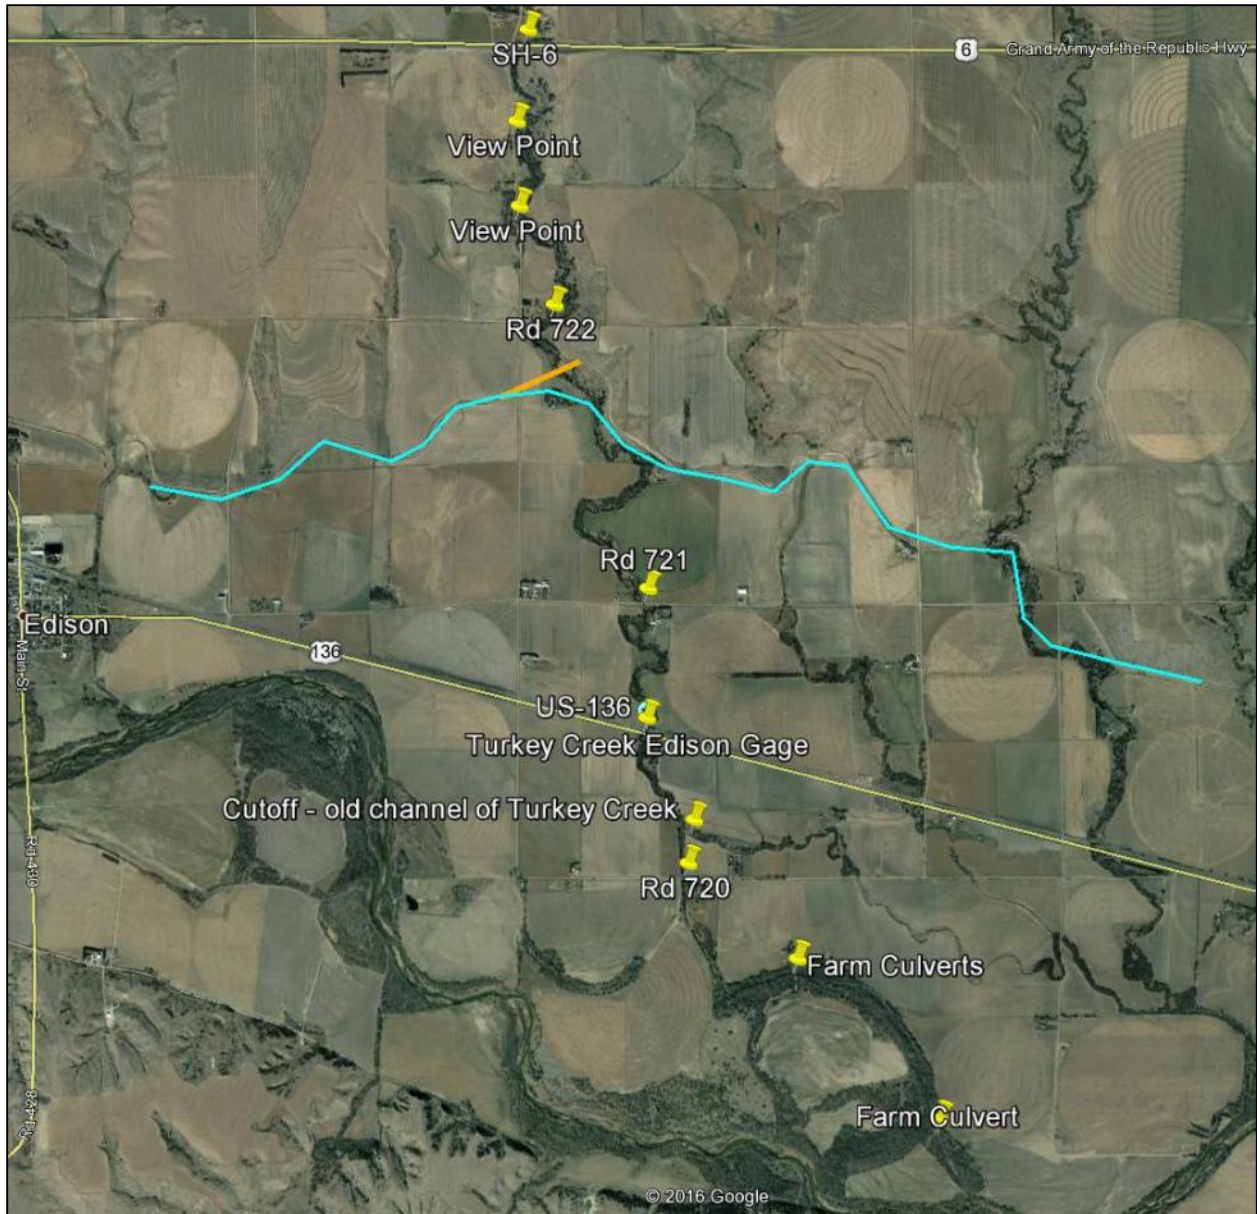 SH-6
6
Grand Army of the Republic Hwy
View Point
View Point
Rd 722
Rd 721
Edison
136
Main St
US-136
Turkey Creek Edison Gage
Cutoff - old channel of Turkey Creek
Rd 720
Farm Culverts
Farm Culvert
© 2016 Google